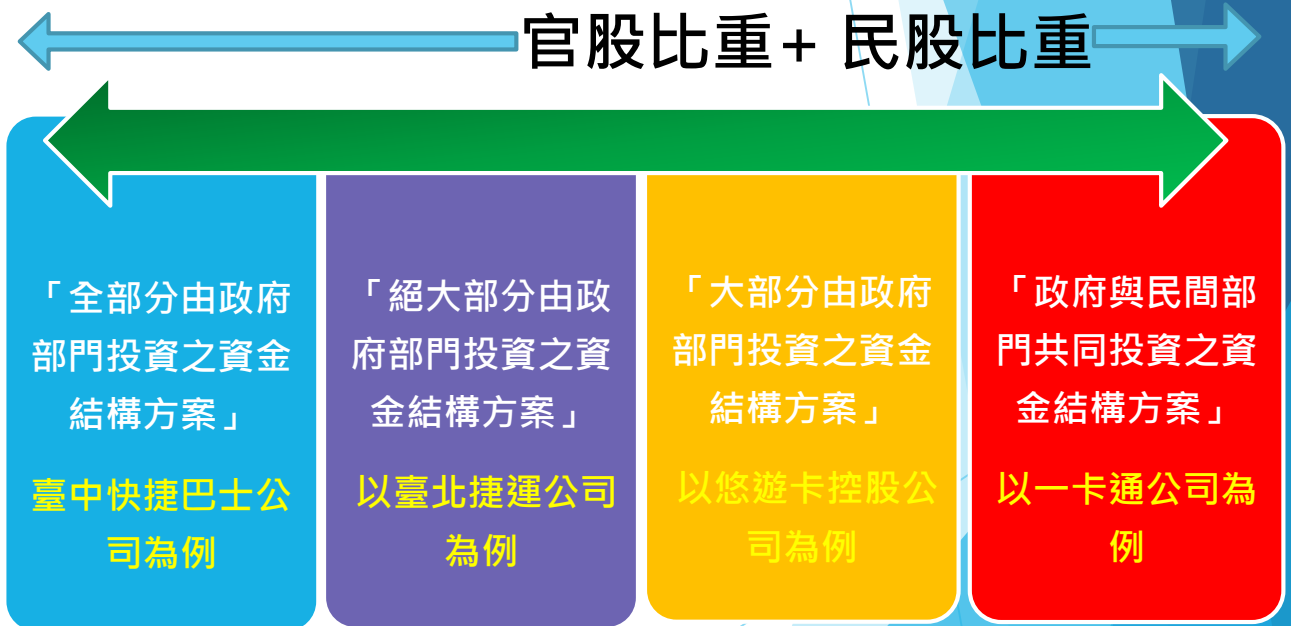 官股比重+ 民股比重
「全部分由政府
部門投資之資金
結構方案」
臺中快捷巴士公
司為例
「絕大部分由政
府部門投資之資
金結構方案」
以臺北捷運公司
為例
「大部分由政府
部門投資之資金
結構方案」
以悠遊卡控股公
司為例
「政府與民間部
門共同投資之資
金結構方案」
以一卡通公司為
例